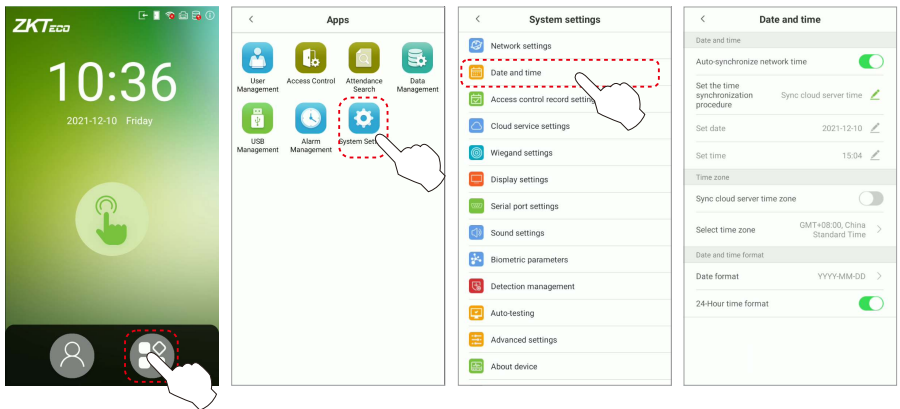 ZKTECO
10:36
2021-12-10 Friday
Apps
User
Management
Access Control
Attendance
Search
Data
Management
USB
Management
Alarm
Management
System Set
System settings
Network settings
Date and time
Access control record setting
Cloud service settings
Wiegand settings
Display settings
Serial port settings
Sound settings
Biometric parameters
Detection management
Auto-testing
Advanced settings
About device
Date and time
Date and time
Auto-synchronize network time
Set the time
synchronization
procedure
Sync cloud server time
Set date 2021-12-10
Set time 15:04
Time zone
Sync cloud server time zone
Select time zone
GMT+08:00, China
Standard Time
Date and time format
Date format YYYY-MM-DD
24-Hour time format